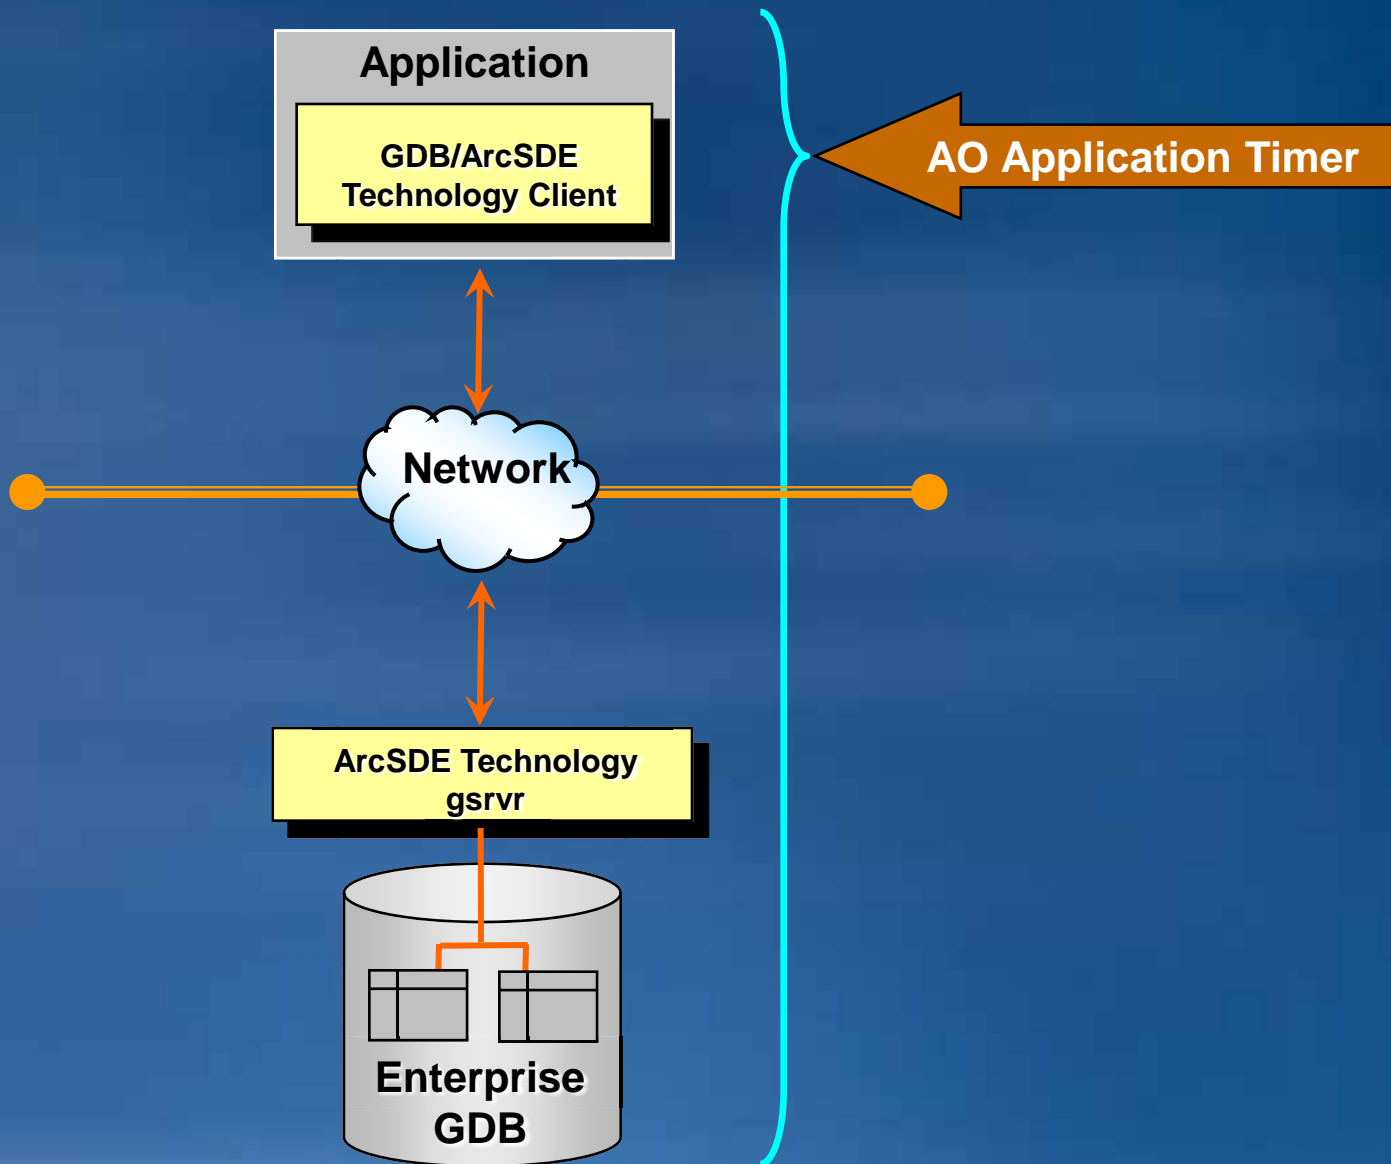 Application
GDB/ArcSDE
Technology Client
AO Application Timer
Network
ArcSDE Technology
gsrvr
Enterprise
GDB